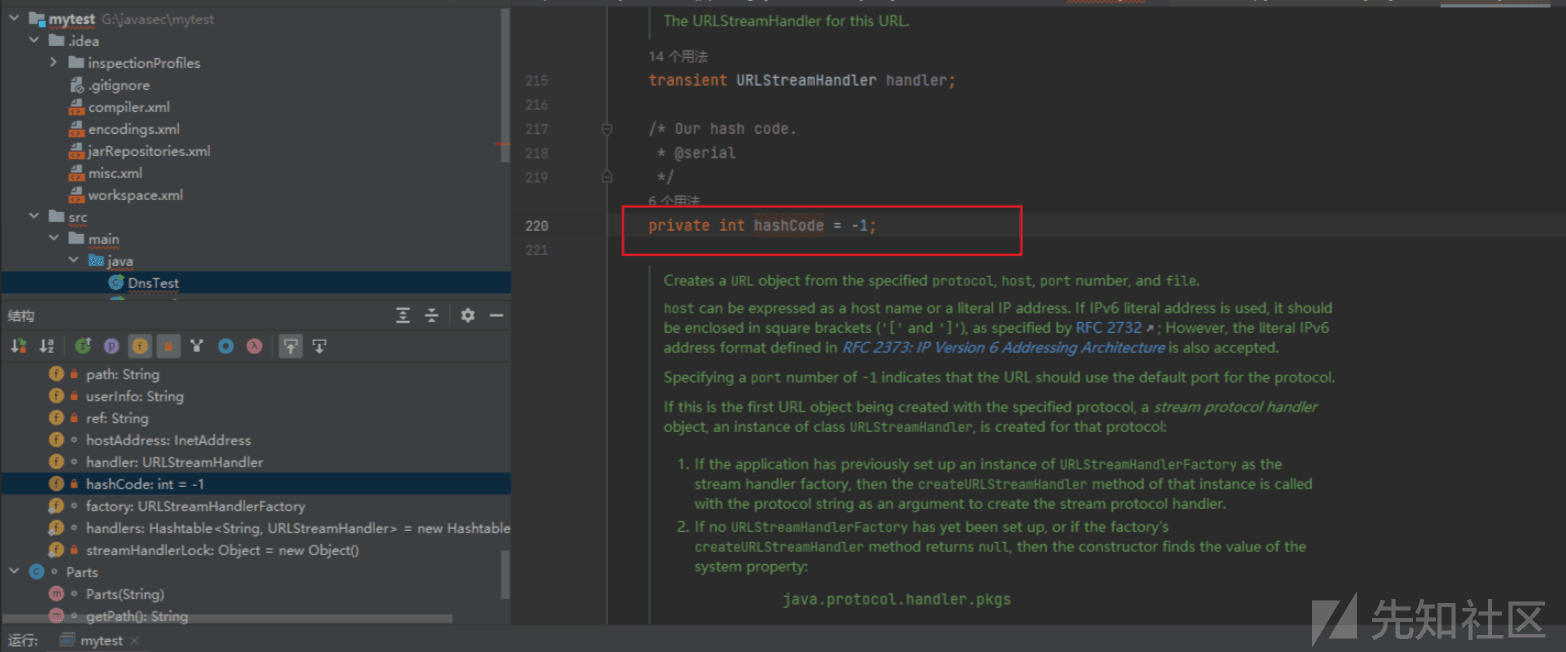 mytest G:\javasec\mytest
.idea
inspectionProfiles
.gitignore
compiler.xml
encodings.xml
jarRepositories.xml
misc.xml
workspace.xml
src
main
java
DnsTest
结构
path: String
userInfo: String
ref: String
hostAddress: InetAddress
handler: URLStreamHandler
hashCode: int = -1
factory: URLStreamHandlerFactory
handlers: Hashtable<String, URLStreamHandler> = new Hashtable
streamHandlerLock: Object = new Object()
Parts
Parts(String)
getPath(): String
运行: mytest
The URLStreamHandler for this URL.
14 个用法
215 transient URLStreamHandler handler;
216
217 /* Our hash code.
218 * @serial
219 */
6 个用法
220 private int hashCode = -1;
221
Creates a URL object from the specified protocol, host, port number, and file.
host can be expressed as a host name or a literal IP address. If IPv6 literal address is used, it should
be enclosed in square brackets ('[' and ']'), as specified by RFC 2732 ; However, the literal IPv6
address format defined in RFC 2373: IP Version 6 Addressing Architecture is also accepted.
Specifying a port number of -1 indicates that the URL should use the default port for the protocol.
If this is the first URL object being created with the specified protocol, a stream protocol handler
object, an instance of class URLStreamHandler, is created for that protocol:
1. If the application has previously set up an instance of URLStreamHandlerFactory as the
stream handler factory, then the createURLStreamHandler method of that instance is called
with the protocol string as an argument to create the stream protocol handler.
2. If no URLStreamHandlerFactory has yet been set up, or if the factory's
createURLStreamHandler method returns null, then the constructor finds the value of the
system property:
java.protocol.handler.pkgs
先知社区